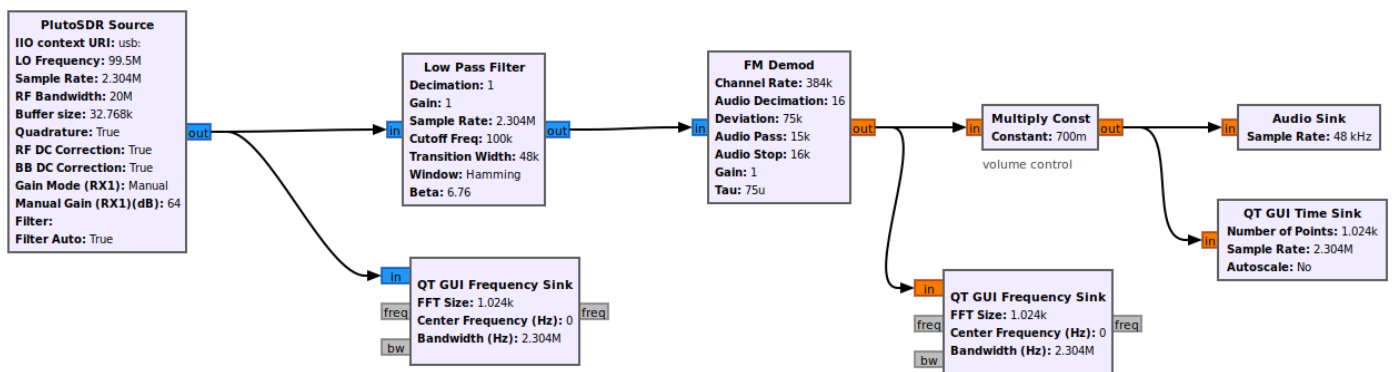 PlutoSDR Source
IIO context URI: usb:
LO Frequency: 99.5M
Sample Rate: 2.304M
RF Bandwidth: 20M
Buffer size: 32.768k
Quadrature: True
RF DC Correction: True
BB DC Correction: True
Gain Mode (RX1): Manual
Manual Gain (RX1)(dB): 64
Filter:
Filter Auto: True
out
in
Low Pass Filter
Decimation: 1
Gain: 1
Sample Rate: 2.304M
Cutoff Freq: 100k
Transition Width: 48k
Window: Hamming
Beta: 6.76
out
in
freq
bw
QT GUI Frequency Sink
FFT Size: 1.024k
Center Frequency (Hz): 0
Bandwidth (Hz): 2.304M
freq
in
FM Demod
Channel Rate: 384k
Audio Decimation: 16
Deviation: 75k
Audio Pass: 15k
Audio Stop: 16k
Gain: 1
Tau: 75u
out
in
freq
bw
QT GUI Frequency Sink
FFT Size: 1.024k
Center Frequency (Hz): 0
Bandwidth (Hz): 2.304M
freq
in
Multiply Const
Constant: 700m
out
volume control
in
Audio Sink
Sample Rate: 48 kHz
in
QT GUI Time Sink
Number of Points: 1.024k
Sample Rate: 2.304M
Autoscale: No